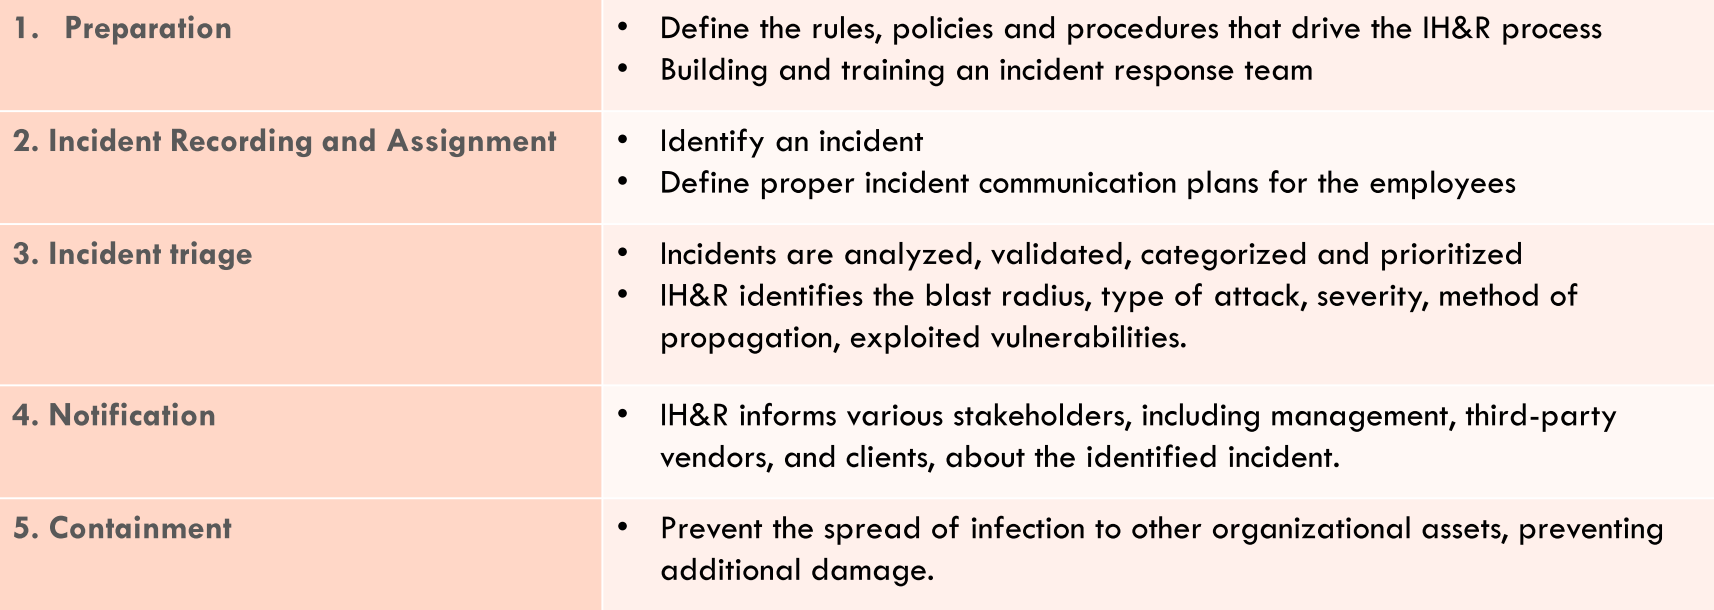 1. Preparation
• Define the rules, policies and procedures that drive the IH&R process
• Building and training an incident response team
2. Incident Recording and Assignment
• Identify an incident
• Define proper incident communication plans for the employees
3. Incident triage
• Incidents are analyzed, validated, categorized and prioritized
• IH&R identifies the blast radius, type of attack, severity, method of
propagation, exploited vulnerabilities.
4. Notification
• IH&R informs various stakeholders, including management, third-party
vendors, and clients, about the identified incident.
5. Containment
• Prevent the spread of infection to other organizational assets, preventing
additional damage.